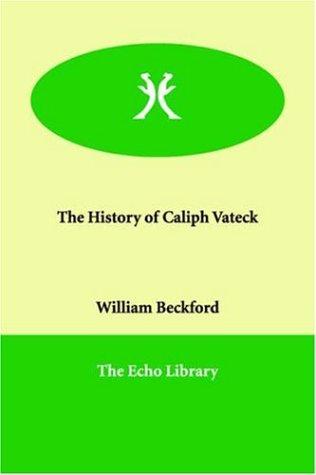 The History of Caliph Vateck
William Beckford
The Echo Library